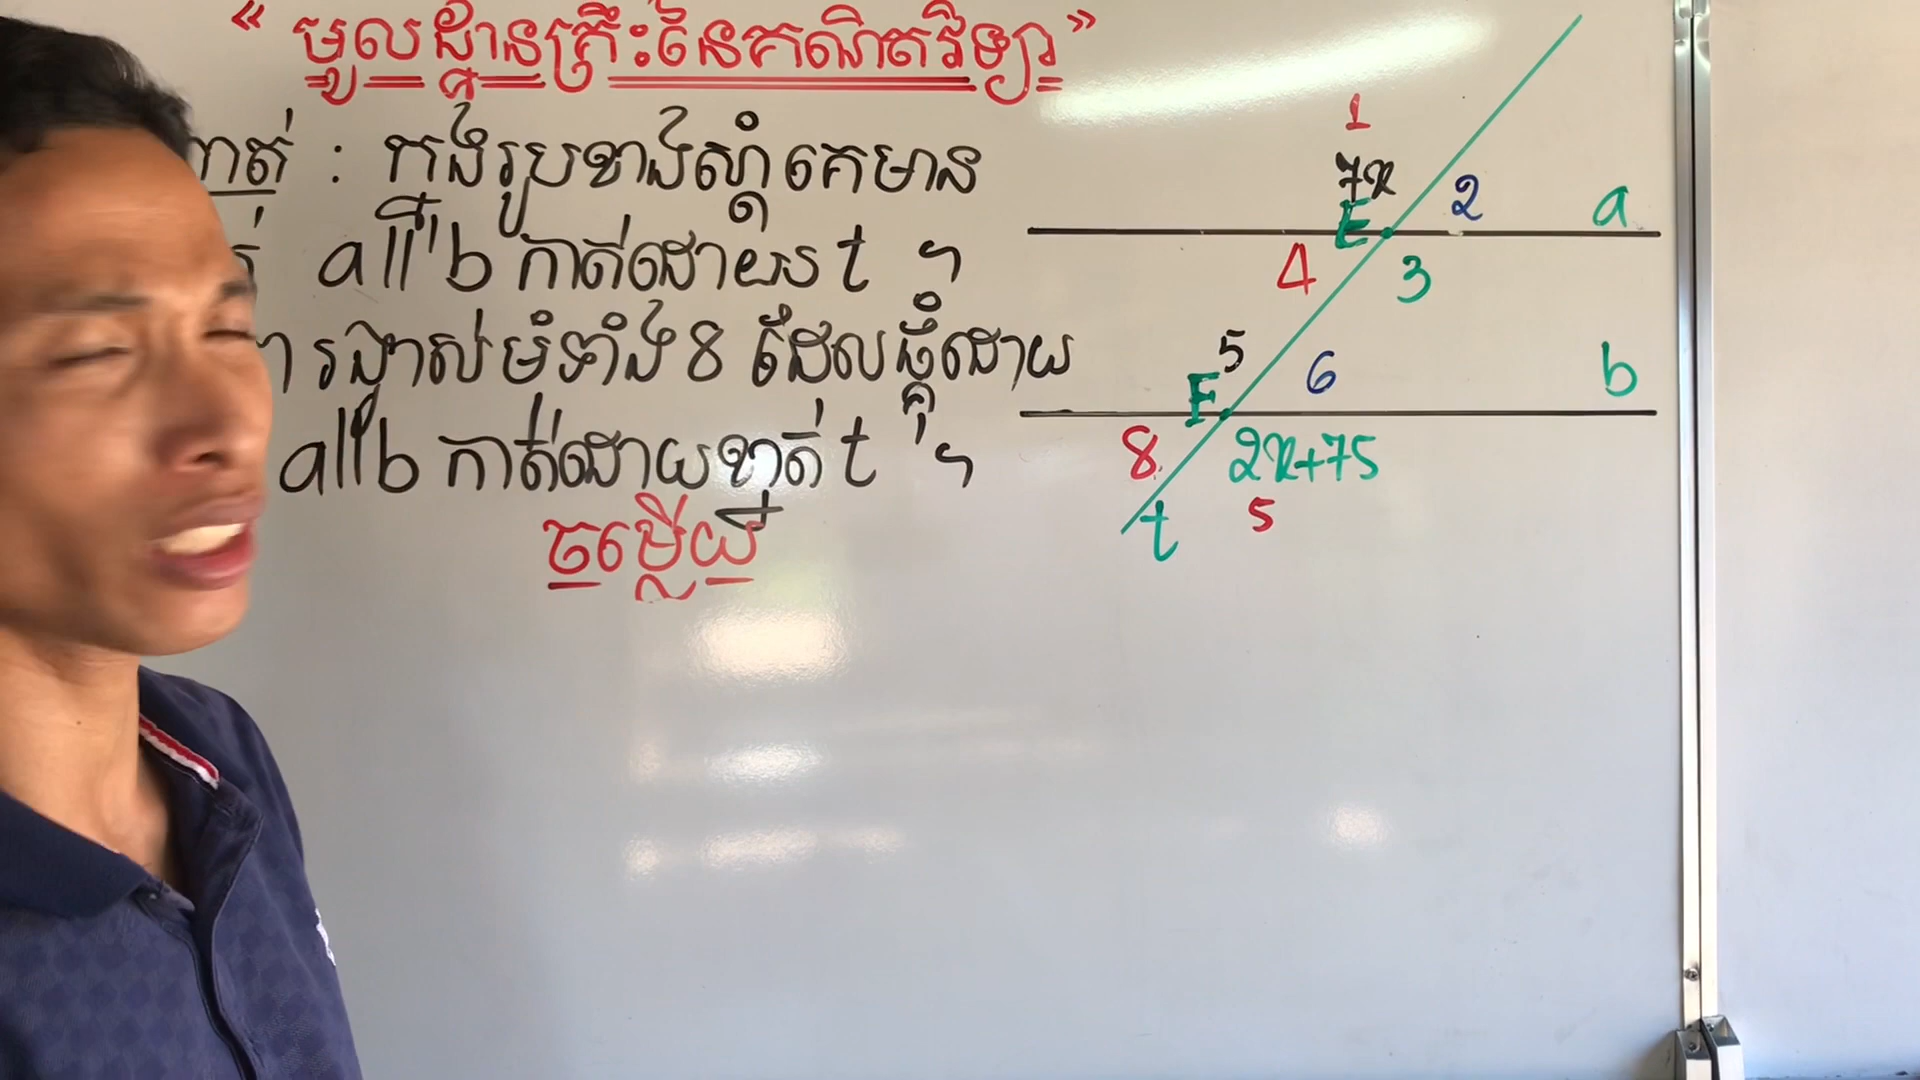 “ មូលដ្ឋានគ្រឹះនៃគណិតវិទ្យា ”
: ក្នុងរូបខាងស្ដាំគេមាន
a || b កាត់ដោយ t ។
រង្វាស់មុំទាំង 8 ដែលផ្គុំដោយ
a || b កាត់ដោយខ្នាត់ t ។
ចម្លើយ
1
7x
E
2
a
4
3
5
6
F
b
8
2x+75
5
t